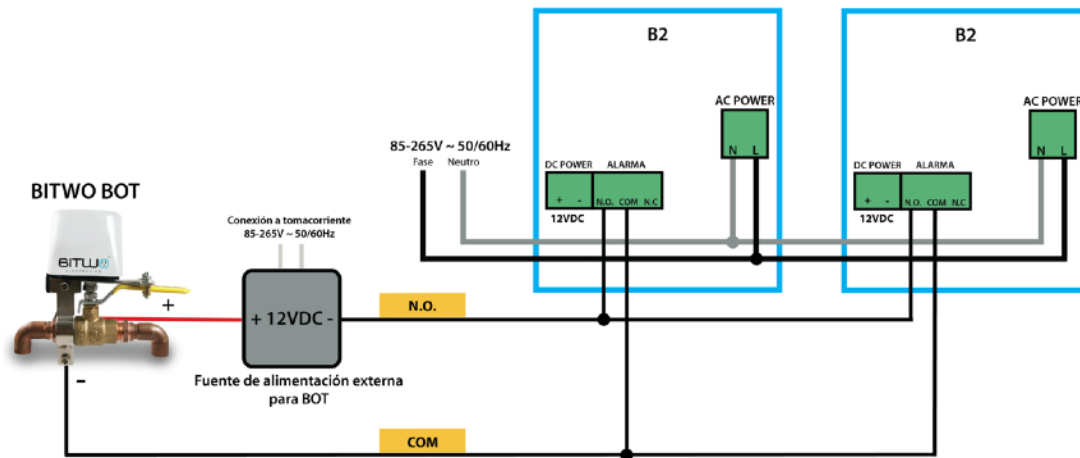 B2
B2
AC POWER
AC POWER
N L
N L
85-265V ~ 50/60Hz
Fase Neutro
DC POWER ALARMA
DC POWER ALARMA
+ - N.O. COM N.C
+ - N.O. COM N.C
12VDC
12VDC
BITWO BOT
BITWO
Conexión a tomacorriente
85-265V ~ 50/60Hz
+
+ 12VDC -
N.O.
Fuente de alimentación externa
para BOT
-
COM